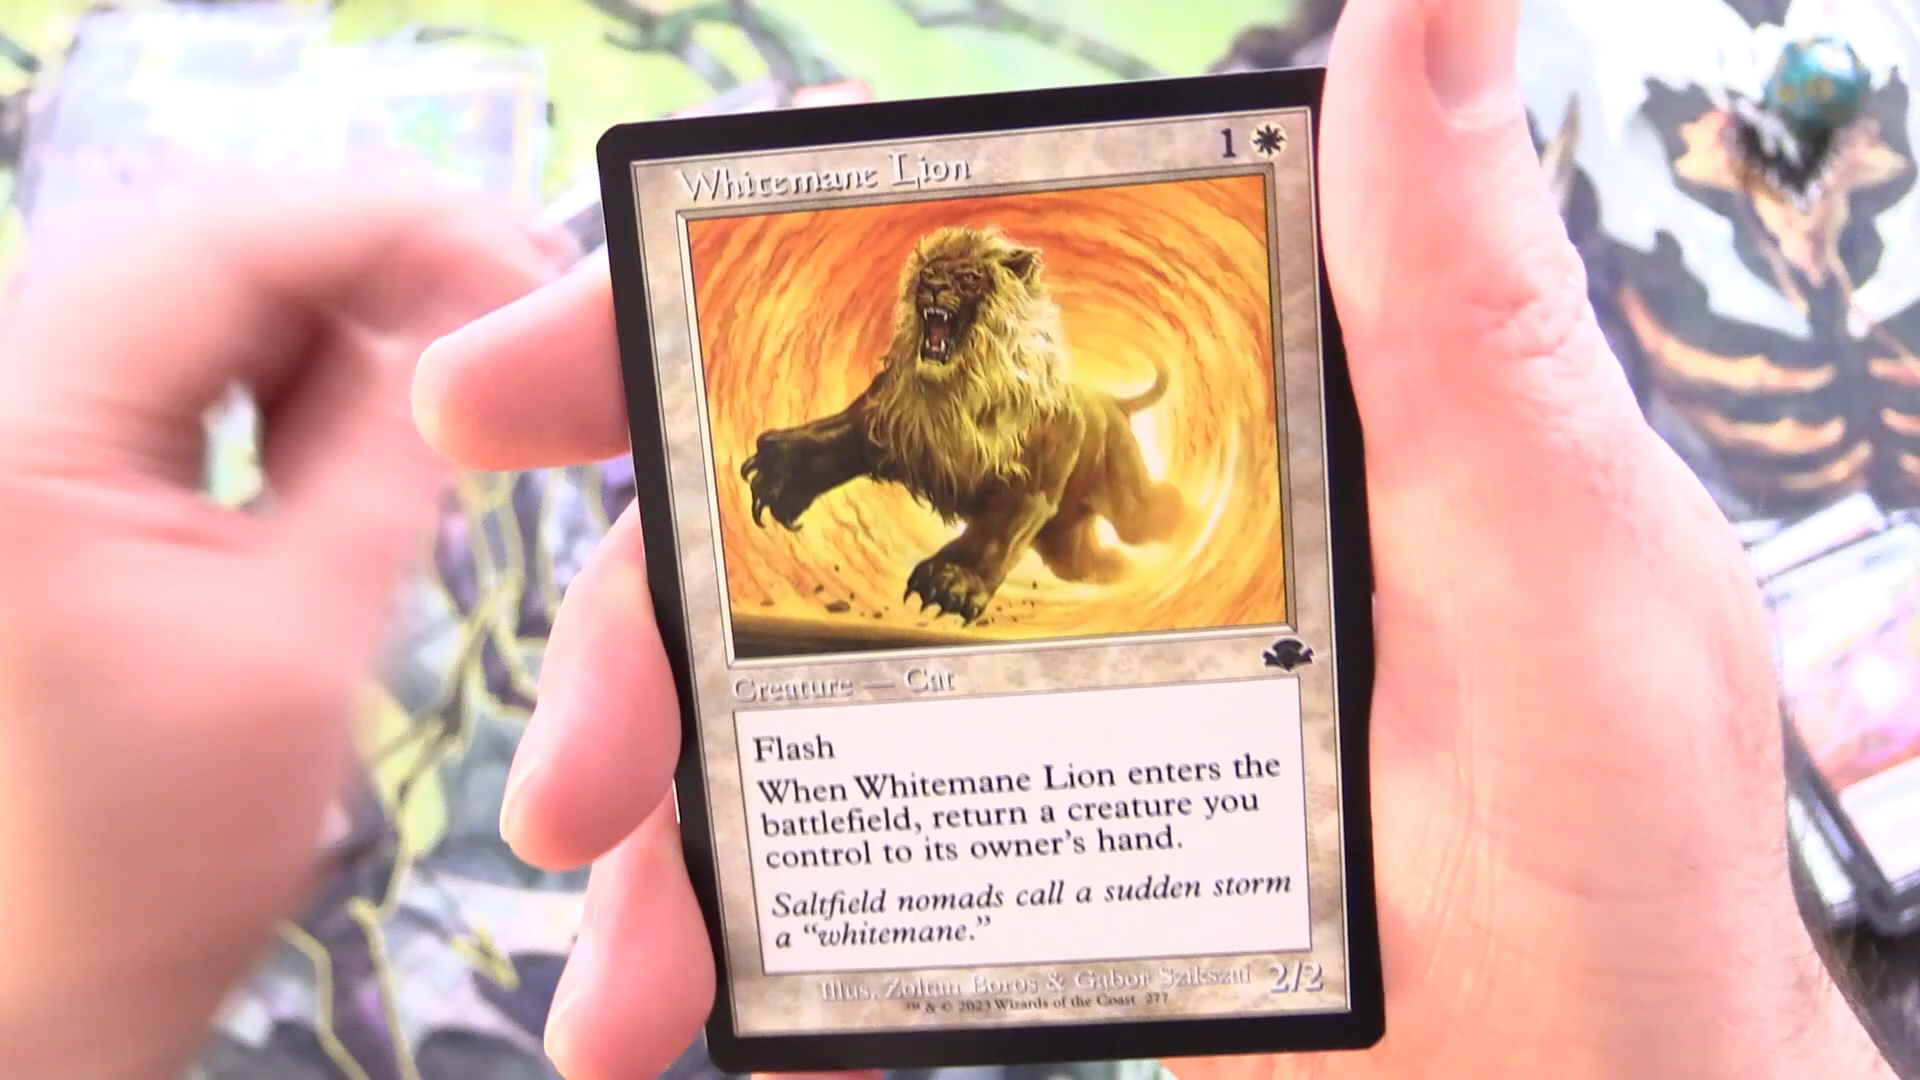 Whitemane Lion 1
Creature — Cat
Flash
When Whitemane Lion enters the
battlefield, return a creature you
control to its owner's hand.
Saltfield nomads call a sudden storm
a “whitemane.”
Illus. Zoltan Boros & Gabor Szikszai 2/2
™ & © 2023 Wizards of the Coast 277